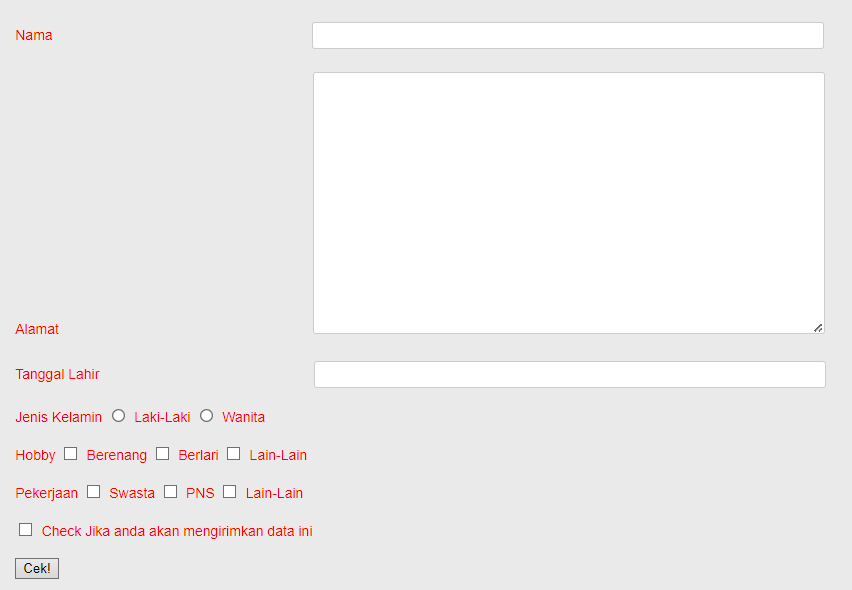 Nama
Alamat
Tanggal Lahir
Jenis Kelamin Laki-Laki Wanita
Hobby Berenang Berlari Lain-Lain
Pekerjaan Swasta PNS Lain-Lain
Check Jika anda akan mengirimkan data ini
Cek!